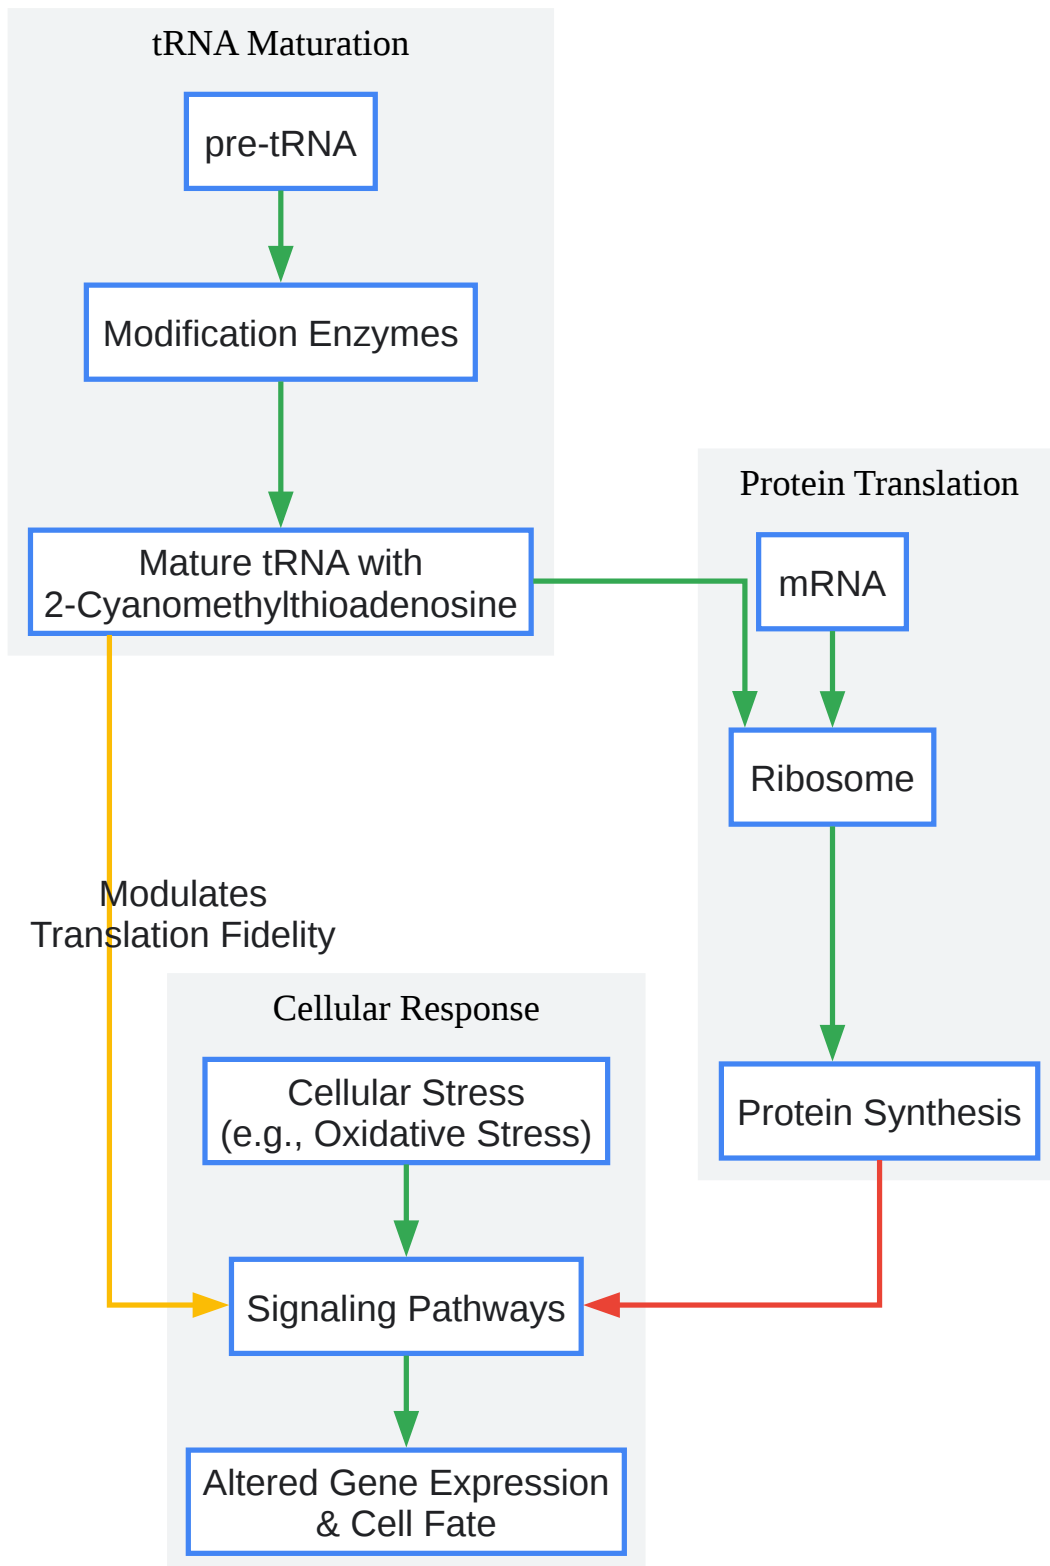 tRNA Maturation
pre-tRNA
Modification Enzymes
Mature tRNA with
2-Cyanomethylthioadenosine
Protein Translation
mRNA
Ribosome
Protein Synthesis
Modulates
Translation Fidelity
Cellular Response
Cellular Stress
(e.g., Oxidative Stress)
Signaling Pathways
Altered Gene Expression
& Cell Fate